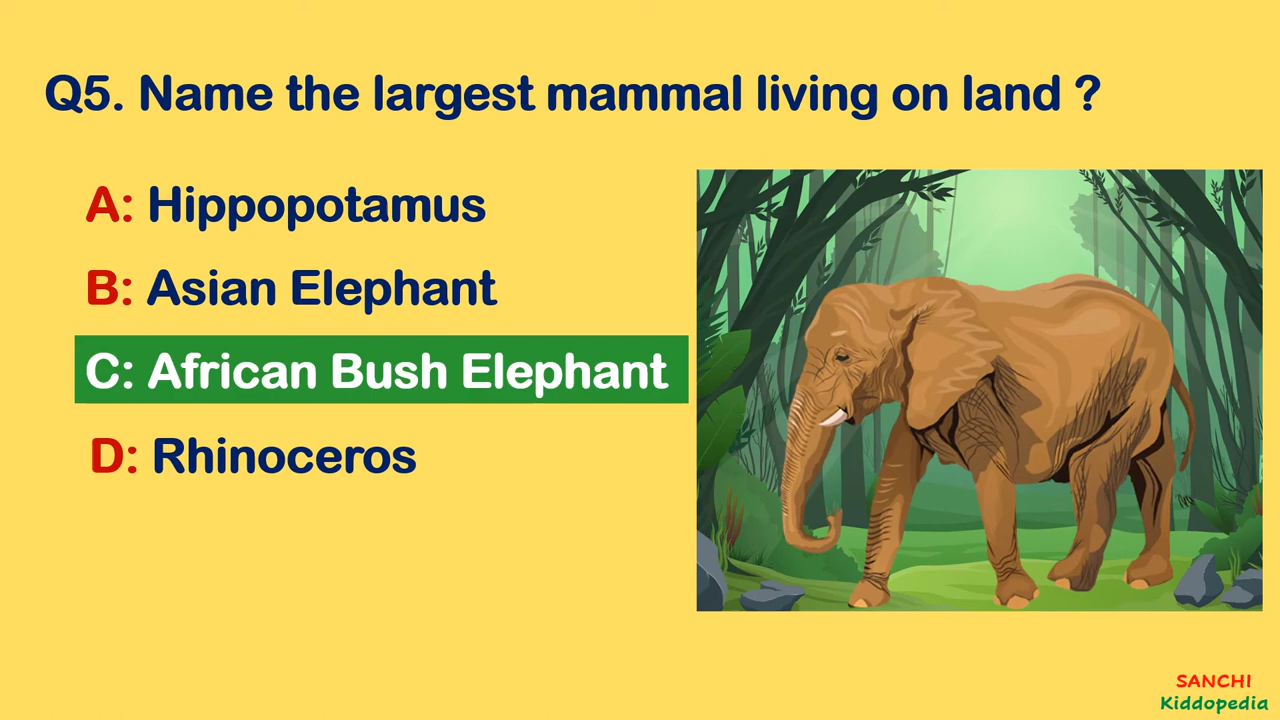 Q5. Name the largest mammal living on land ?
A: Hippopotamus
B: Asian Elephant
C: African Bush Elephant
D: Rhinoceros
SANCHI
Kiddopedia